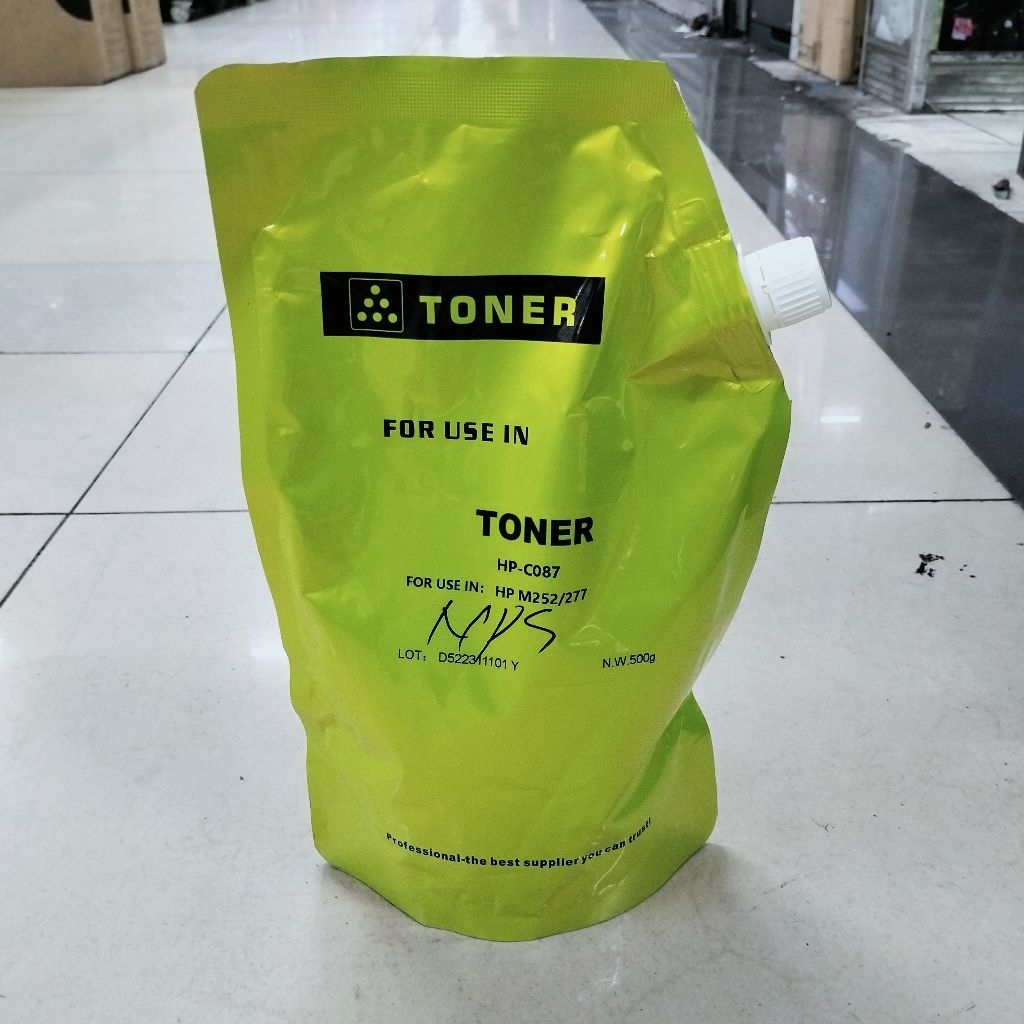 TONER
FOR USE IN
TONER
HP-C087
FOR USE IN: HP M252/277
NPS
LOT: D522311101 Y N.W.500g
Professional-the best supplier you can trust!